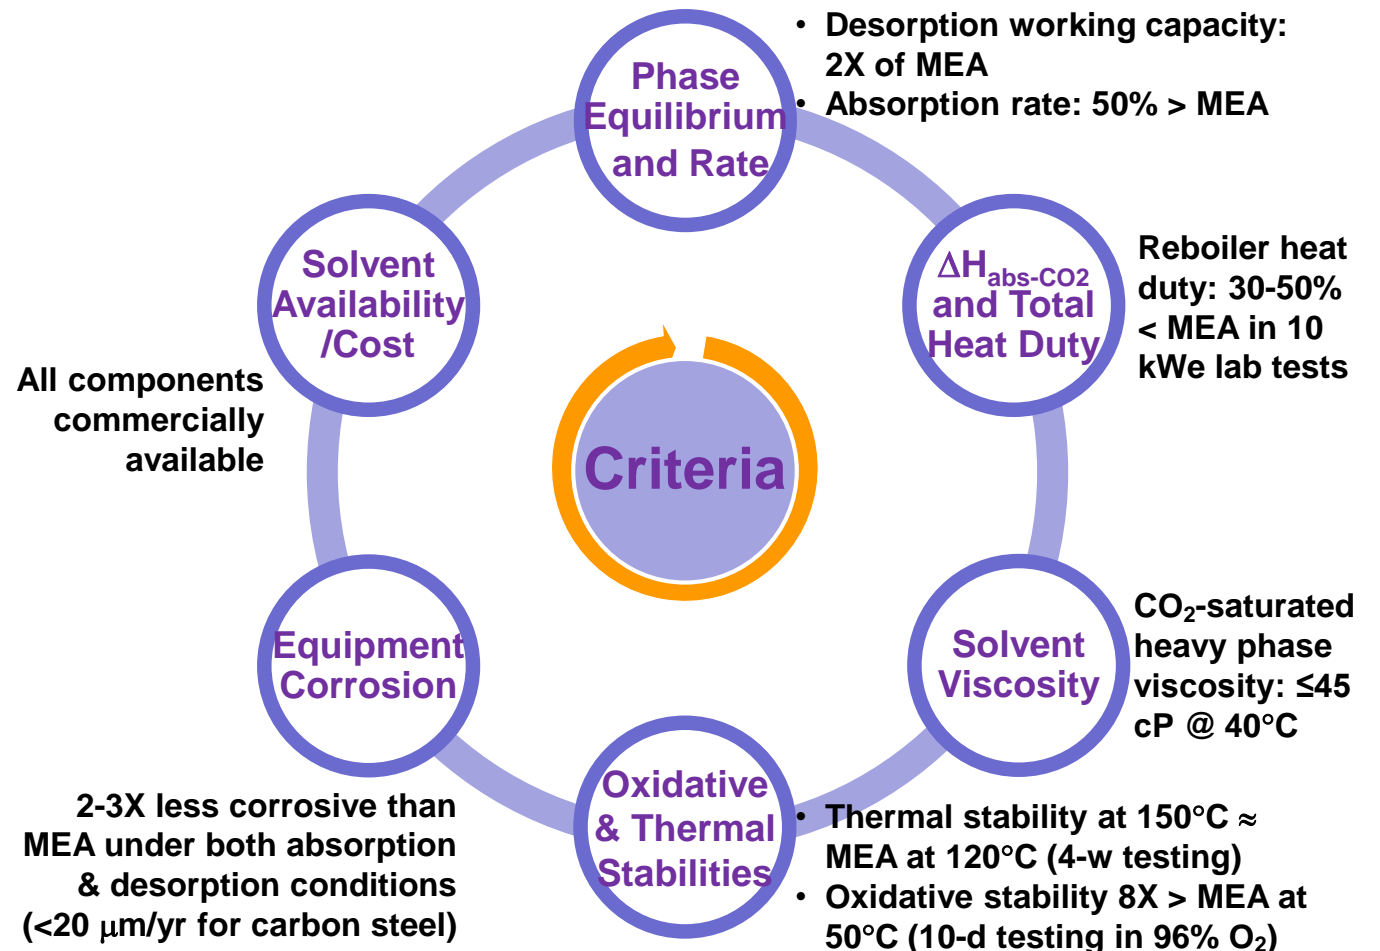 • Desorption working capacity:
2X of MEA
• Absorption rate: 50% > MEA
Phase
Equilibrium
and Rate
ΔHabs-CO2
and Total
Heat Duty
Reboiler heat
duty: 30-50%
< MEA in 10
kWe lab tests
Solvent
Availability
/Cost
All components
commercially
available
Criteria
Solvent
Viscosity
CO2-saturated
heavy phase
viscosity: ≤45
cP @ 40°C
Equipment
Corrosion
2-3X less corrosive than
MEA under both absorption
& desorption conditions
(<20 μm/yr for carbon steel)
Oxidative
& Thermal
Stabilities
• Thermal stability at 150°C ≈
MEA at 120°C (4-w testing)
• Oxidative stability 8X > MEA at
50°C (10-d testing in 96% O2)